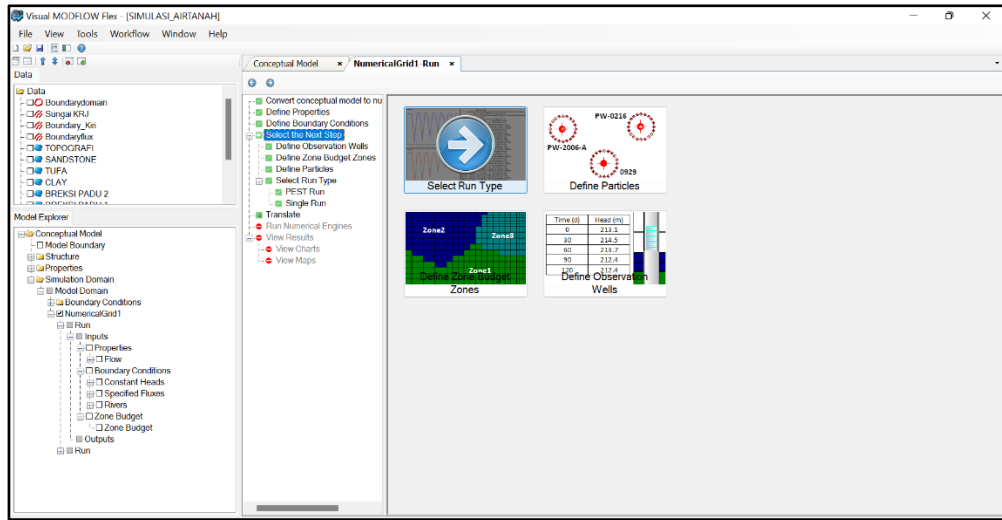 Visual MODFLOW Flex - [SIMULASI_AIRTANAH]
File View Tools Workflow Window Help
Data
Data
Boundarydomain
Sungai KRJ
Boundary_Kiri
Boundaryflux
TOPOGRAFI
SANDSTONE
TUFA
CLAY
BREKSI PADU 2
Model Explorer
Conceptual Model
Model Boundary
Structure
Properties
Simulation Domain
Model Domain
Boundary Conditions
NumericalGrid1
Run
Inputs
Properties
Flow
Boundary Conditions
Constant Heads
Specified Fluxes
Rivers
Zone Budget
Zone Budget
Outputs
Run
Conceptual Model
NumericalGrid1-Run
Convert conceptual model to nu
Define Properties
Define Boundary Conditions
Select the Next Step
Define Observation Wells
Define Zone Budget Zones
Define Particles
Select Run Type
PEST Run
Single Run
Translate
Run Numerical Engines
View Results
View Charts
View Maps
Select Run Type
PW-0216
PW-2006-A
0929
Define Particles
Zone2
Zone3
Zone1
Define Zone Budget
Zones
Time (d) Head (m)
0 213.1
30 214.5
60 213.7
90 212.4
120 212.4
Define Observation
Wells